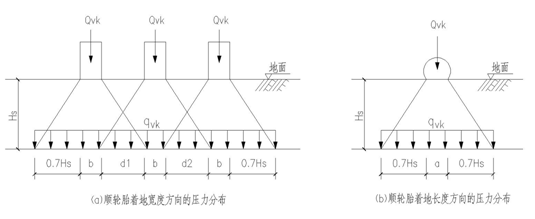 Qvk Qvk Qvk Qvk
地面 地面
Hs Hs
qvk qvk
0.7Hs b d1 b d2 b 0.7Hs 0.7Hs a 0.7Hs
(a)顺轮胎着地宽度方向的压力分布 (b)顺轮胎着地长度方向的压力分布